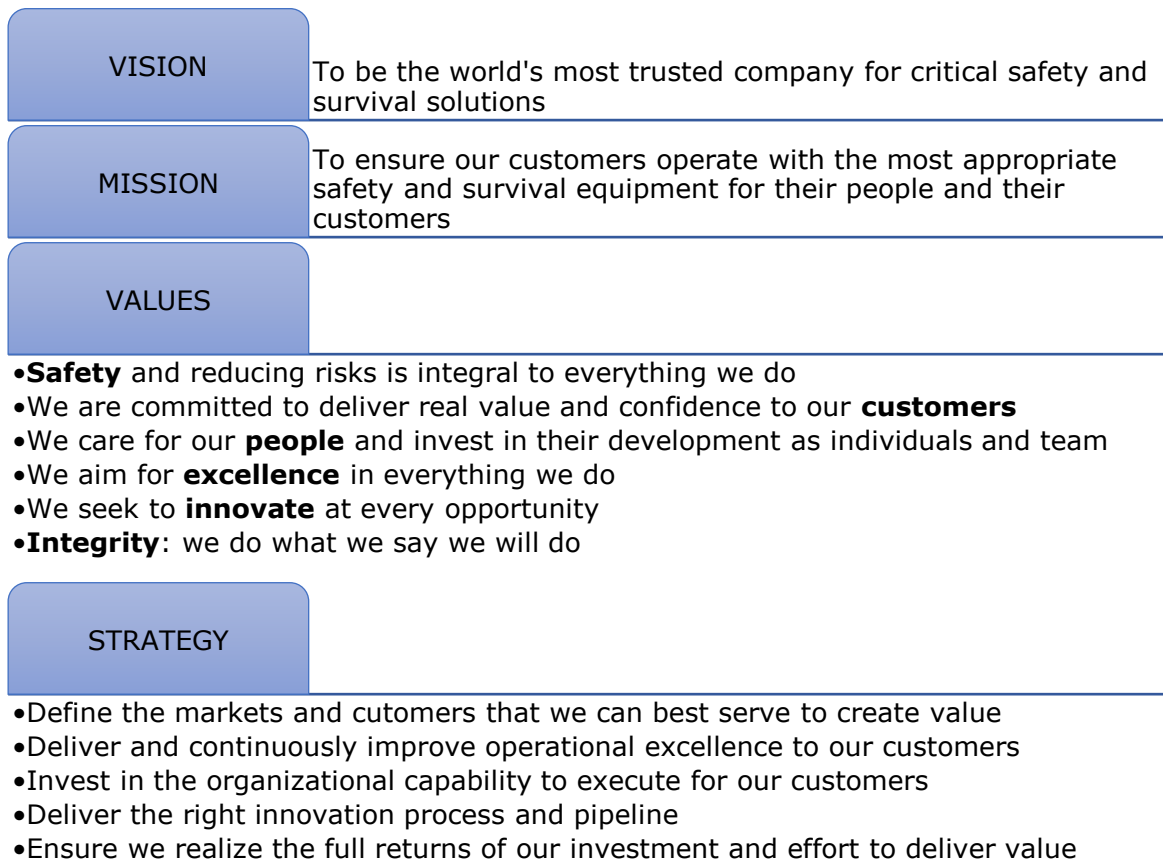 VISION
To be the world's most trusted company for critical safety and
survival solutions
MISSION
To ensure our customers operate with the most appropriate
safety and survival equipment for their people and their
customers
VALUES
•Safety and reducing risks is integral to everything we do
•We are committed to deliver real value and confidence to our customers
•We care for our people and invest in their development as individuals and team
•We aim for excellence in everything we do
•We seek to innovate at every opportunity
•Integrity: we do what we say we will do
STRATEGY
•Define the markets and cutomers that we can best serve to create value
•Deliver and continuously improve operational excellence to our customers
•Invest in the organizational capability to execute for our customers
•Deliver the right innovation process and pipeline
•Ensure we realize the full returns of our investment and effort to deliver value